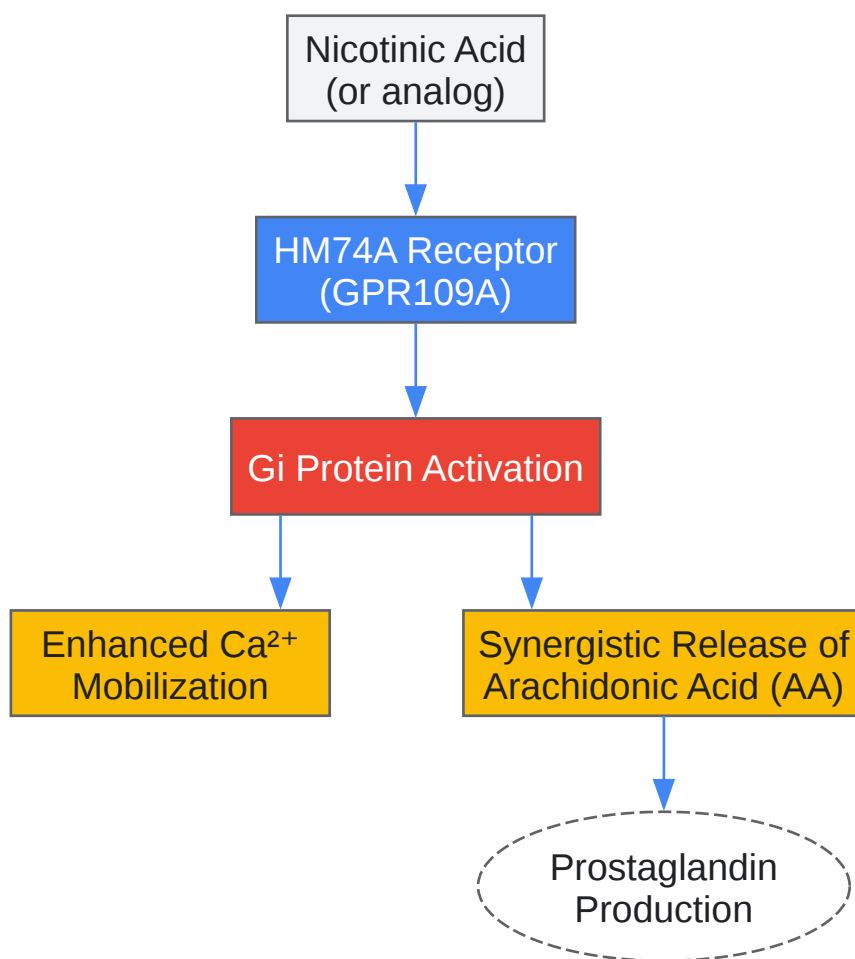 Nicotinic Acid
(or analog)
HM74A Receptor
(GPR109A)
Gi Protein Activation
Enhanced Ca²⁺
Mobilization
Synergistic Release of
Arachidonic Acid (AA)
Prostaglandin
Production